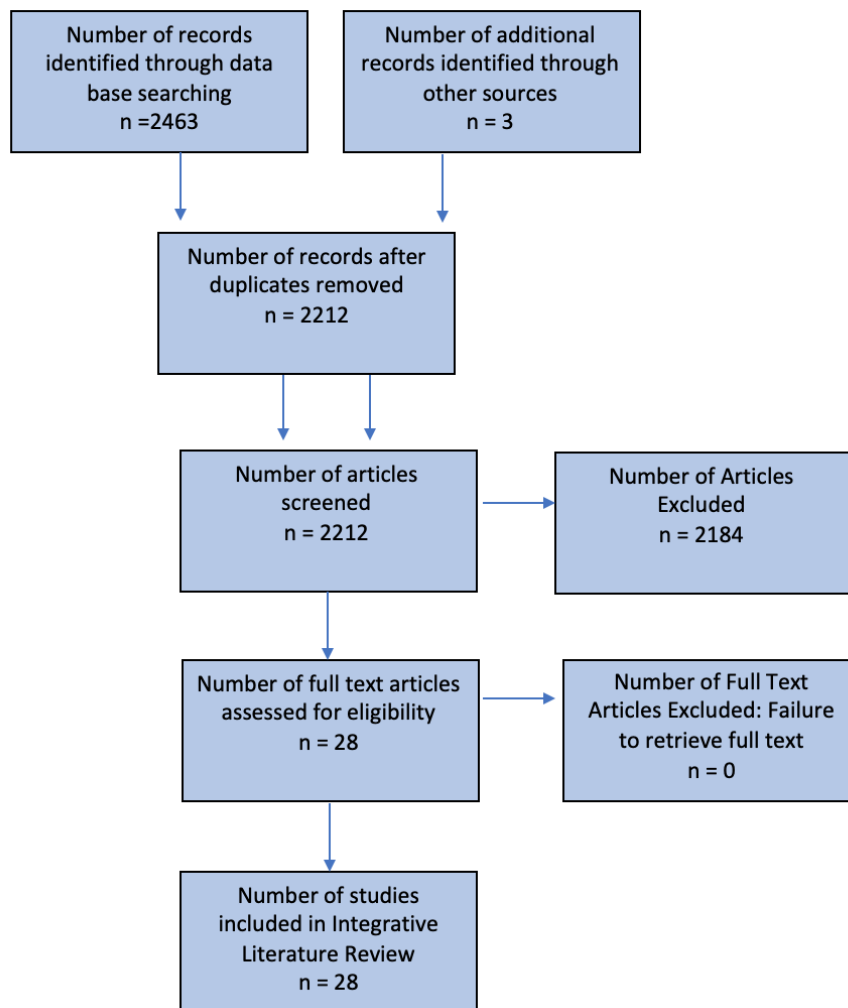 Number of records
identified through data
base searching
n =2463
Number of additional
records identified through
other sources
n = 3
Number of records after
duplicates removed
n = 2212
Number of articles
screened
n = 2212
Number of Articles
Excluded
n = 2184
Number of full text articles
assessed for eligibility
n = 28
Number of Full Text
Articles Excluded: Failure
to retrieve full text
n = 0
Number of studies
included in Integrative
Literature Review
n = 28